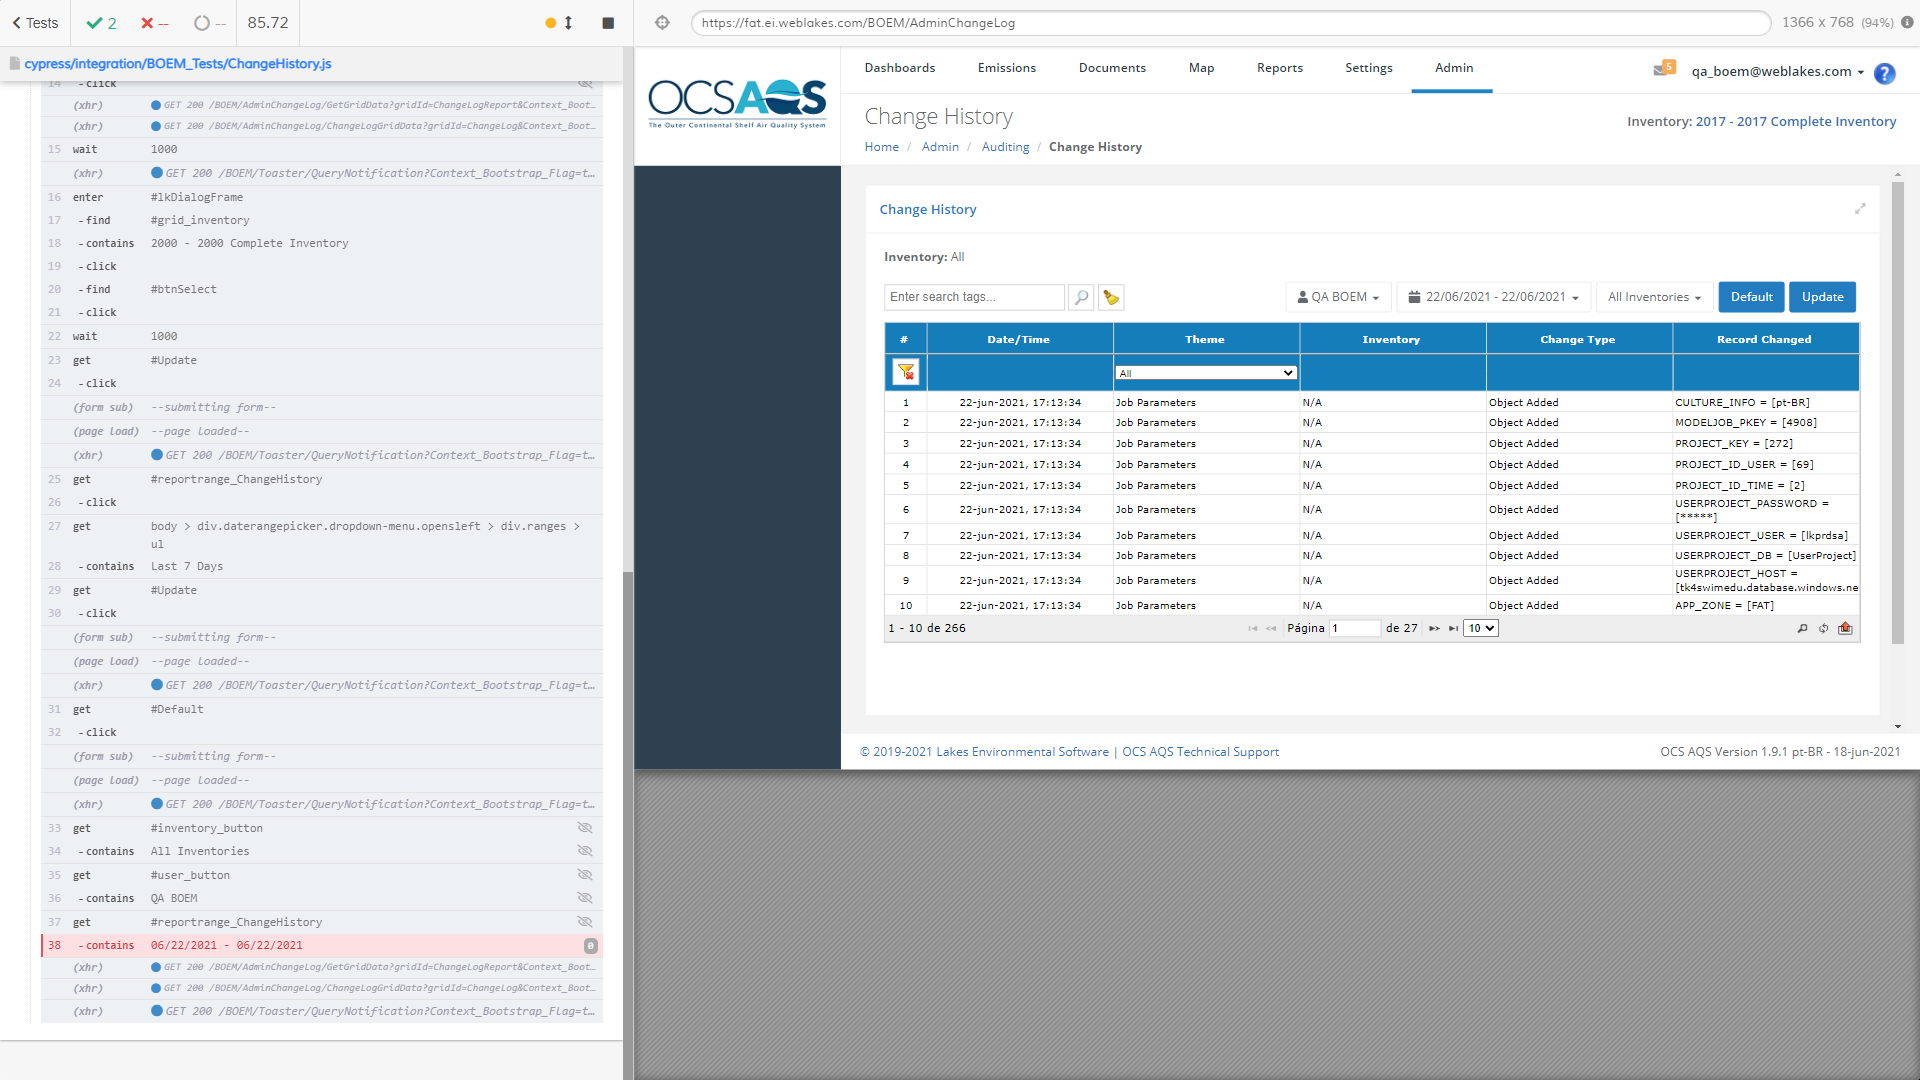 Tests
2
--
--
85.72
cypress/integration/BOEM_Tests/ChangeHistory.js
14 -click
(xhr) GET 200 /BOEM/AdminChangeLog/GetGridData?gridId=ChangeLogReport&Context_Boot...
(xhr) GET 200 /BOEM/AdminChangeLog/ChangeLogGridData?gridId=ChangeLog&Context_Boot...
15 wait 1000
(xhr) GET 200 /BOEM/Toaster/QueryNotification?Context_Bootstrap_Flag=t...
16 enter #lkDialogFrame
17 -find #grid_inventory
18 -contains 2000 - 2000 Complete Inventory
19 -click
20 -find #btnSelect
21 -click
22 wait 1000
23 get #Update
24 -click
(form sub) --submitting form--
(page load) --page loaded--
(xhr) GET 200 /BOEM/Toaster/QueryNotification?Context_Bootstrap_Flag=t...
25 get #reportrange_ChangeHistory
26 -click
27 get body > div.daterangepicker.dropdown-menu.opensleft > div.ranges >
ul
28 -contains Last 7 Days
29 get #Update
30 -click
(form sub) --submitting form--
(page load) --page loaded--
(xhr) GET 200 /BOEM/Toaster/QueryNotification?Context_Bootstrap_Flag=t...
31 get #Default
32 -click
(form sub) --submitting form--
(page load) --page loaded--
(xhr) GET 200 /BOEM/Toaster/QueryNotification?Context_Bootstrap_Flag=t...
33 get #inventory_button
34 -contains All Inventories
35 get #user_button
36 -contains QA BOEM
37 get #reportrange_ChangeHistory
38 -contains 06/22/2021 - 06/22/2021 0
(xhr) GET 200 /BOEM/AdminChangeLog/GetGridData?gridId=ChangeLogReport&Context_Boot...
(xhr) GET 200 /BOEM/AdminChangeLog/ChangeLogGridData?gridId=ChangeLog&Context_Boot...
(xhr) GET 200 /BOEM/Toaster/QueryNotification?Context_Bootstrap_Flag=t...
https://fat.ei.weblakes.com/BOEM/AdminChangeLog
1366 x 768 (94%)
OCSAQS
The Outer Continental Shelf Air Quality System
Dashboards Emissions Documents Map Reports Settings Admin
5 qa_boem@weblakes.com ?
Change History
Inventory: 2017 - 2017 Complete Inventory
Home / Admin / Auditing / Change History
Change History
Inventory: All
Enter search tags...
QA BOEM 22/06/2021 - 22/06/2021 All Inventories Default Update
# Date/Time Theme Inventory Change Type Record Changed
All
1 22-jun-2021, 17:13:34 Job Parameters N/A Object Added CULTURE_INFO = [pt-BR]
2 22-jun-2021, 17:13:34 Job Parameters N/A Object Added MODELJOB_PKEY = [4908]
3 22-jun-2021, 17:13:34 Job Parameters N/A Object Added PROJECT_KEY = [272]
4 22-jun-2021, 17:13:34 Job Parameters N/A Object Added PROJECT_ID_USER = [69]
5 22-jun-2021, 17:13:34 Job Parameters N/A Object Added PROJECT_ID_TIME = [2]
6 22-jun-2021, 17:13:34 Job Parameters N/A Object Added USERPROJECT_PASSWORD =
[*****]
7 22-jun-2021, 17:13:34 Job Parameters N/A Object Added USERPROJECT_USER = [lkprdsa]
8 22-jun-2021, 17:13:34 Job Parameters N/A Object Added USERPROJECT_DB = [UserProject]
9 22-jun-2021, 17:13:34 Job Parameters N/A Object Added USERPROJECT_HOST =
[tk4swimedu.database.windows.ne
10 22-jun-2021, 17:13:34 Job Parameters N/A Object Added APP_ZONE = [FAT]
1 - 10 de 266 Página 1 de 27 10
© 2019-2021 Lakes Environmental Software | OCS AQS Technical Support
OCS AQS Version 1.9.1 pt-BR - 18-jun-2021